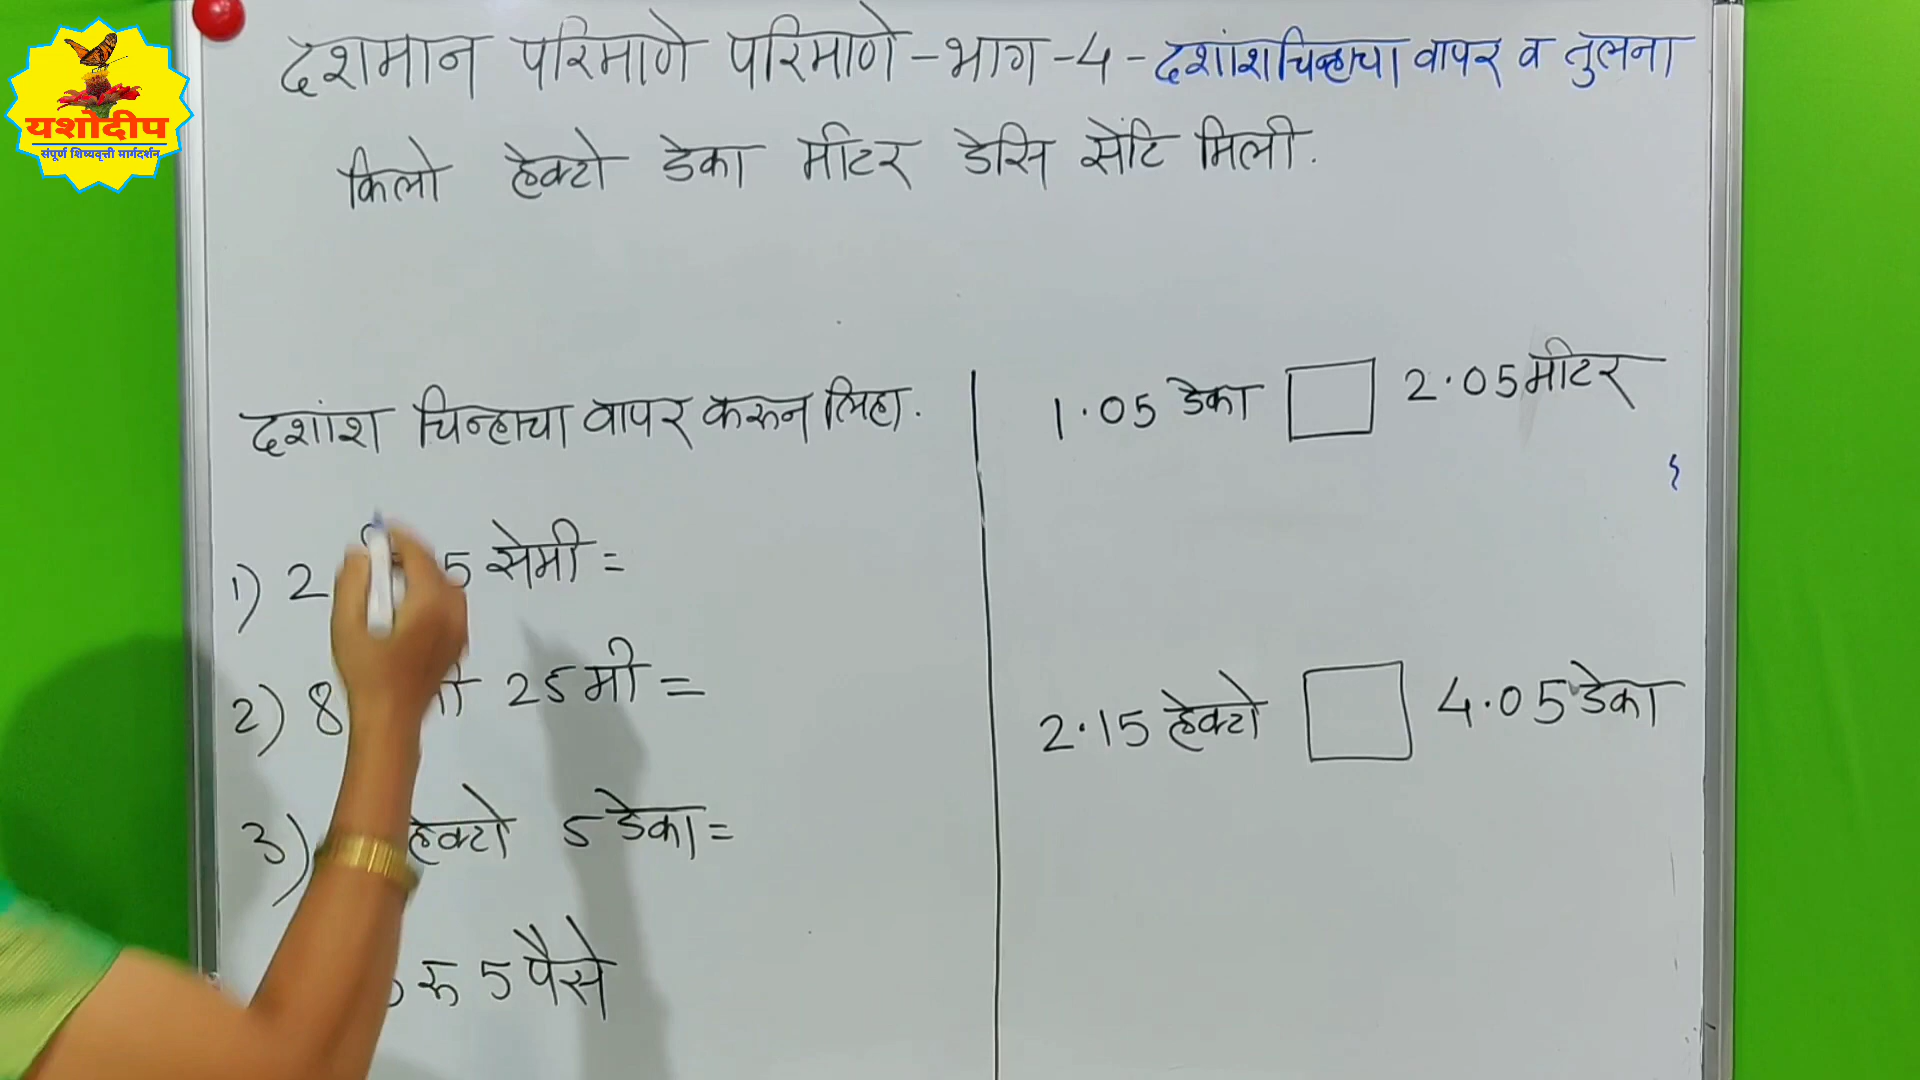 दशमान परिमाणे परिमाणे - भाग - 4 - दशांश चिन्हाचा वापर व तुलना
यशोदीप
संपूर्ण शिष्यवृत्ती मार्गदर्शन
किलो हेक्टो डेका मीटर डेसि सेंटि मिली.
दशांश चिन्हाचा वापर करुन लिहा.
1) 2 5 सेमी =
2) 8 25 मी =
3) हेक्टो 5 डेका =
रु 5 पैसे
1.05 डेका 2.05 मीटर
2.15 हेक्टो 4.05 डेका